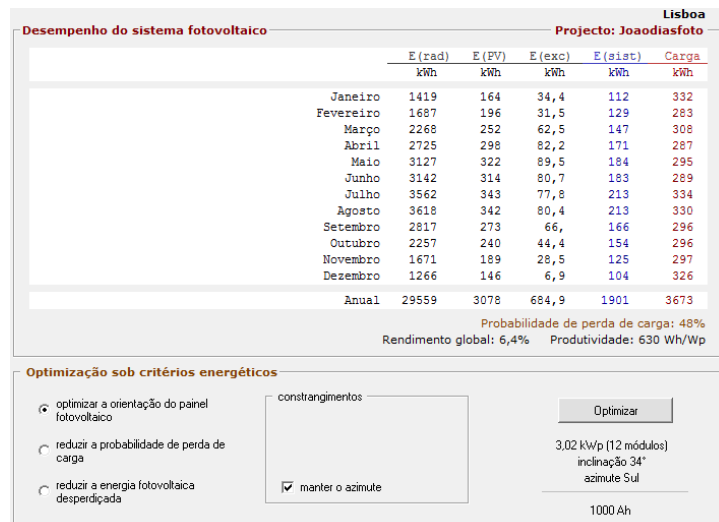 Lisboa
Desempenho do sistema fotovoltaico Projecto: Joaodiasfoto
E(rad) E(PV) E(exc) E(sist) Carga
kWh kWh kWh kWh kWh
Janeiro 1419 164 34,4 112 332
Fevereiro 1687 196 31,5 129 283
Março 2268 252 62,5 147 308
Abril 2725 298 82,2 171 287
Maio 3127 322 89,5 184 295
Junho 3142 314 80,7 183 289
Julho 3562 343 77,8 213 334
Agosto 3618 342 80,4 213 330
Setembro 2817 273 66, 166 296
Outubro 2257 240 44,4 154 296
Novembro 1671 189 28,5 125 297
Dezembro 1266 146 6,9 104 326
Anual 29559 3078 684,9 1901 3673
Probabilidade de perda de carga: 48%
Rendimento global: 6,4% Produtividade: 630 Wh/Wp
Optimização sob critérios energéticos
optimizar a orientação do painel
fotovoltaico
reduzir a probabilidade de perda de
carga
reduzir a energia fotovoltaica
desperdiçada
constrangimentos
manter o azimute
Optimizar
3,02 kWp (12 módulos)
inclinação 34°
azimute Sul
1000 Ah